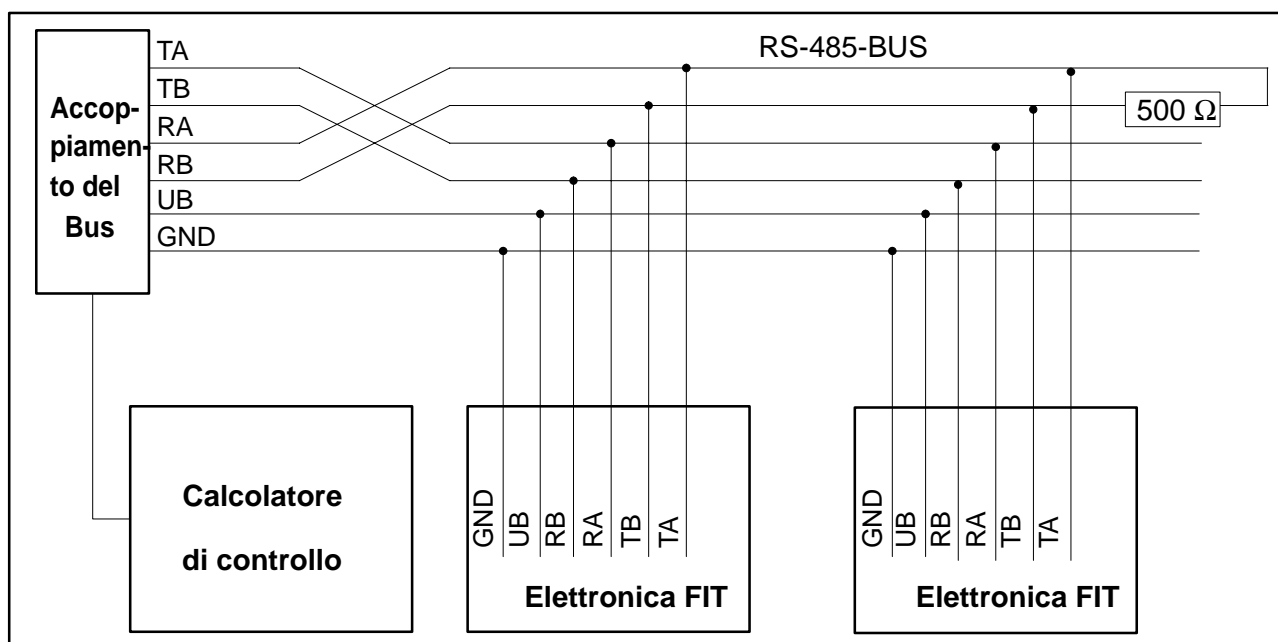 RS-485-BUS
TA
TB
RA
RB
UB
GND
Accop-
piamen-
to del
Bus
500 Ω
Calcolatore
di controllo
GND
UB
RB
RA
TB
TA
Elettronica FIT
GND
UB
RB
RA
TB
TA
Elettronica FIT